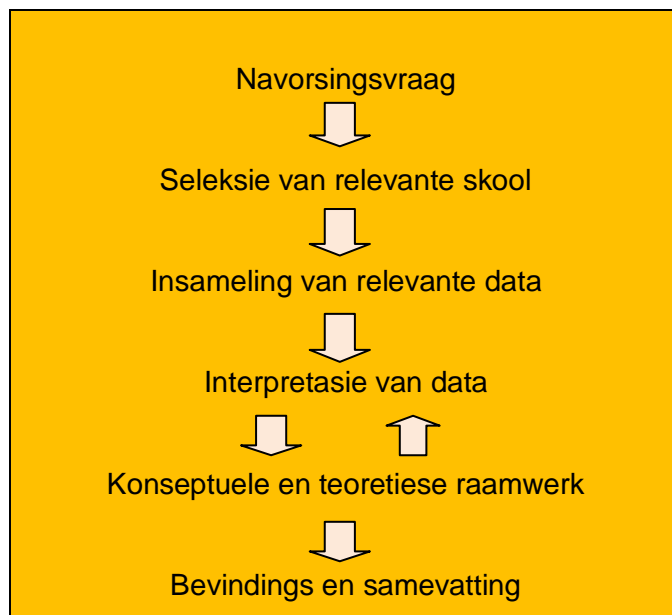 Navorsingsvraag
Seleksie van relevante skool
Insameling van relevante data
Interpretasie van data
Konseptuele en teoretiese raamwerk
Bevindings en samevatting